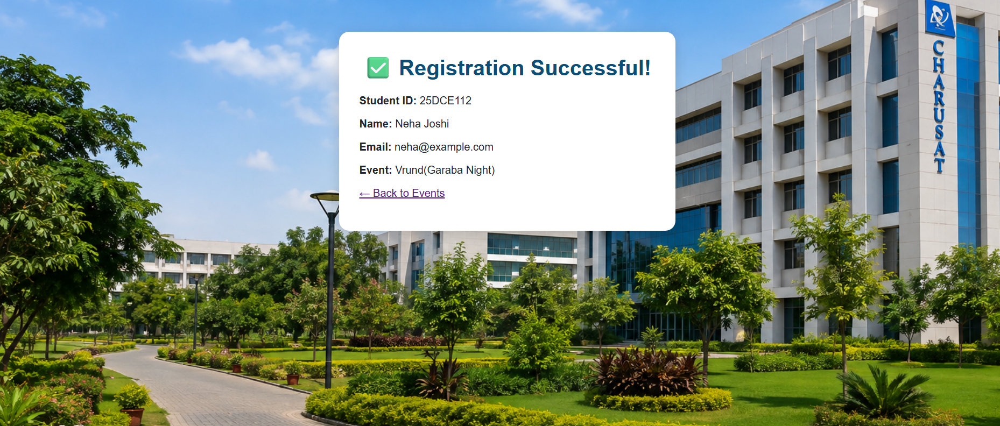 ✅ Registration Successful!
Student ID: 25DCE112
Name: Neha Joshi
Email: neha@example.com
Event: Vrund(Garaba Night)
← Back to Events
CHARUSAT